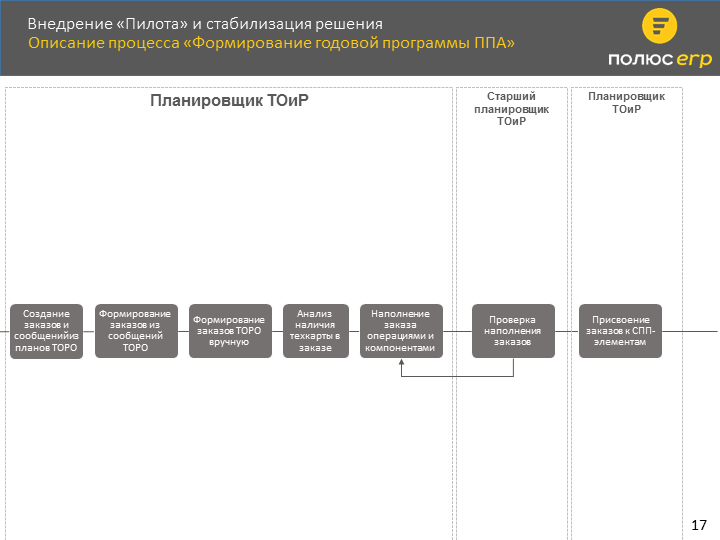 Внедрение «Пилота» и стабилизация решения
Описание процесса «Формирование годовой программы ППА»
ПОЛЮС erp
Планировщик ТОиР
Старший
планировщик
ТОиР
Планировщик
ТОиР
Создание
заказов и
сообщенийиз
планов ТОРО
Формирование
заказов из
сообщений
ТОРО
Формирование
заказов ТОРО
вручную
Анализ
наличия
техкарты в
заказе
Наполнение
заказа
операциями и
компонентами
Проверка
наполнения
заказов
Присвоение
заказов к СПП-
элементам
17